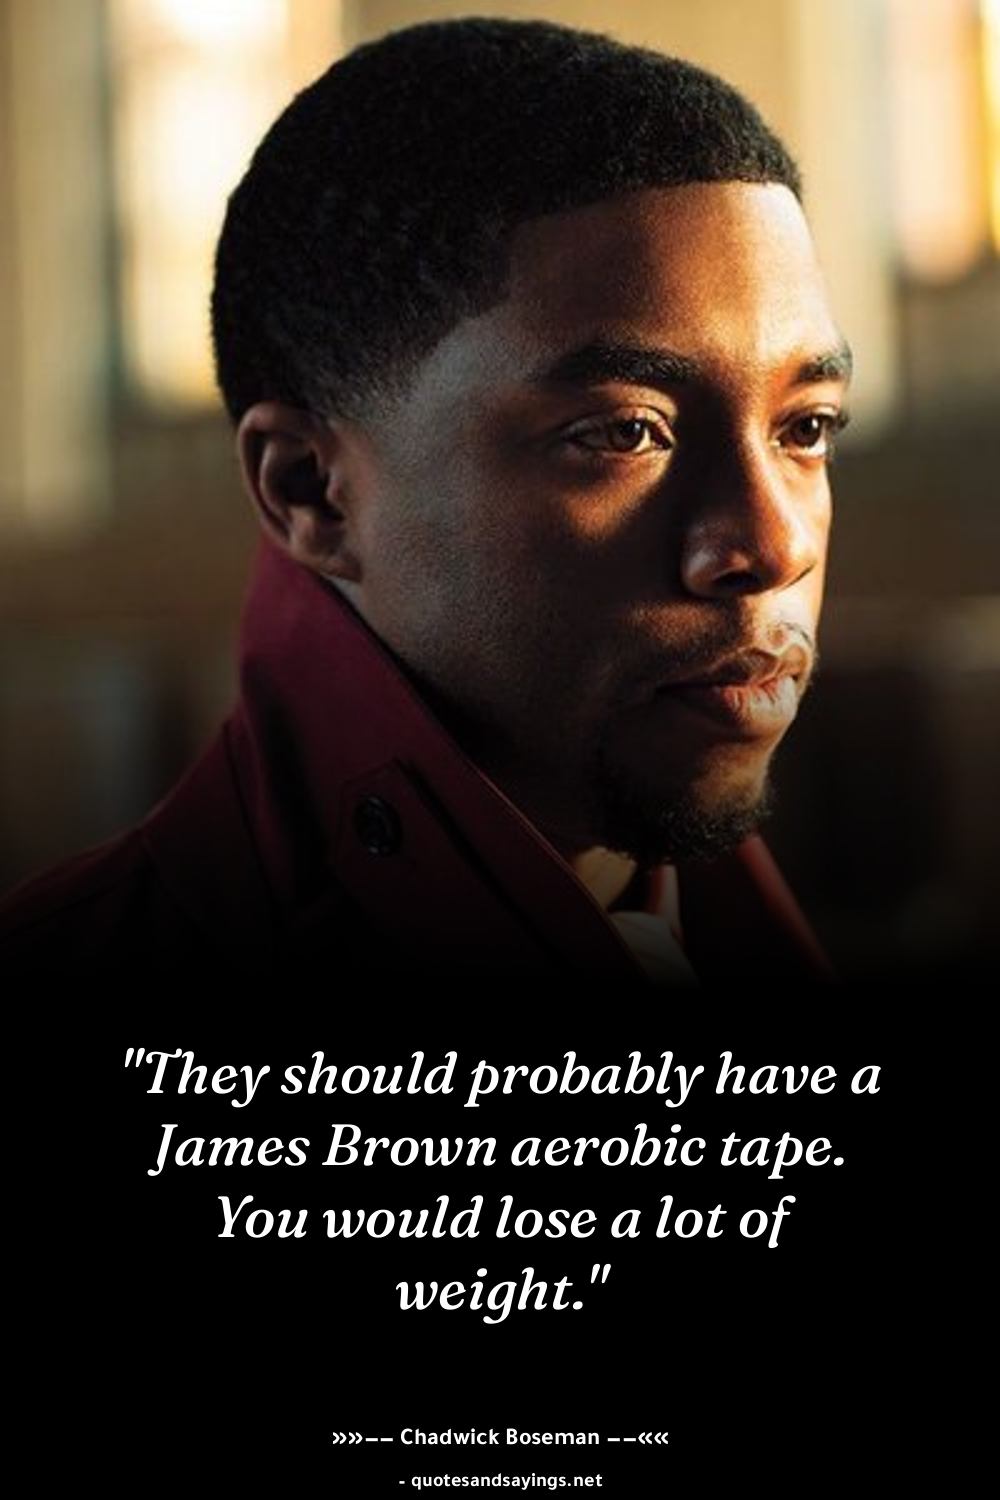 "They should probably have a
James Brown aerobic tape.
You would lose a lot of
weight."
»»−− Chadwick Boseman −−««
- quotesandsayings.net